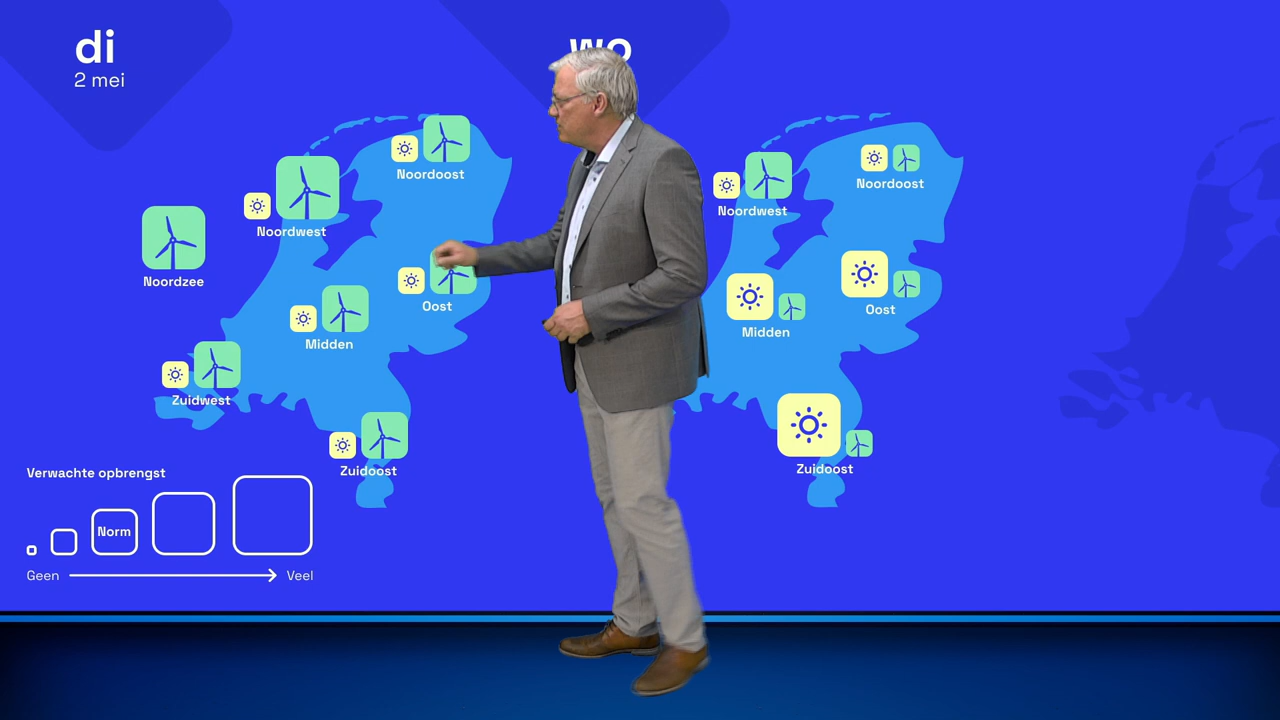 di
2 mei
wo
Noordoost
Noordwest
Noordzee
Oost
Midden
Zuidwest
Zuidoost
Noordwest
Noordoost
Oost
Midden
Zuidoost
Verwachte opbrengst
Norm
Geen
Veel